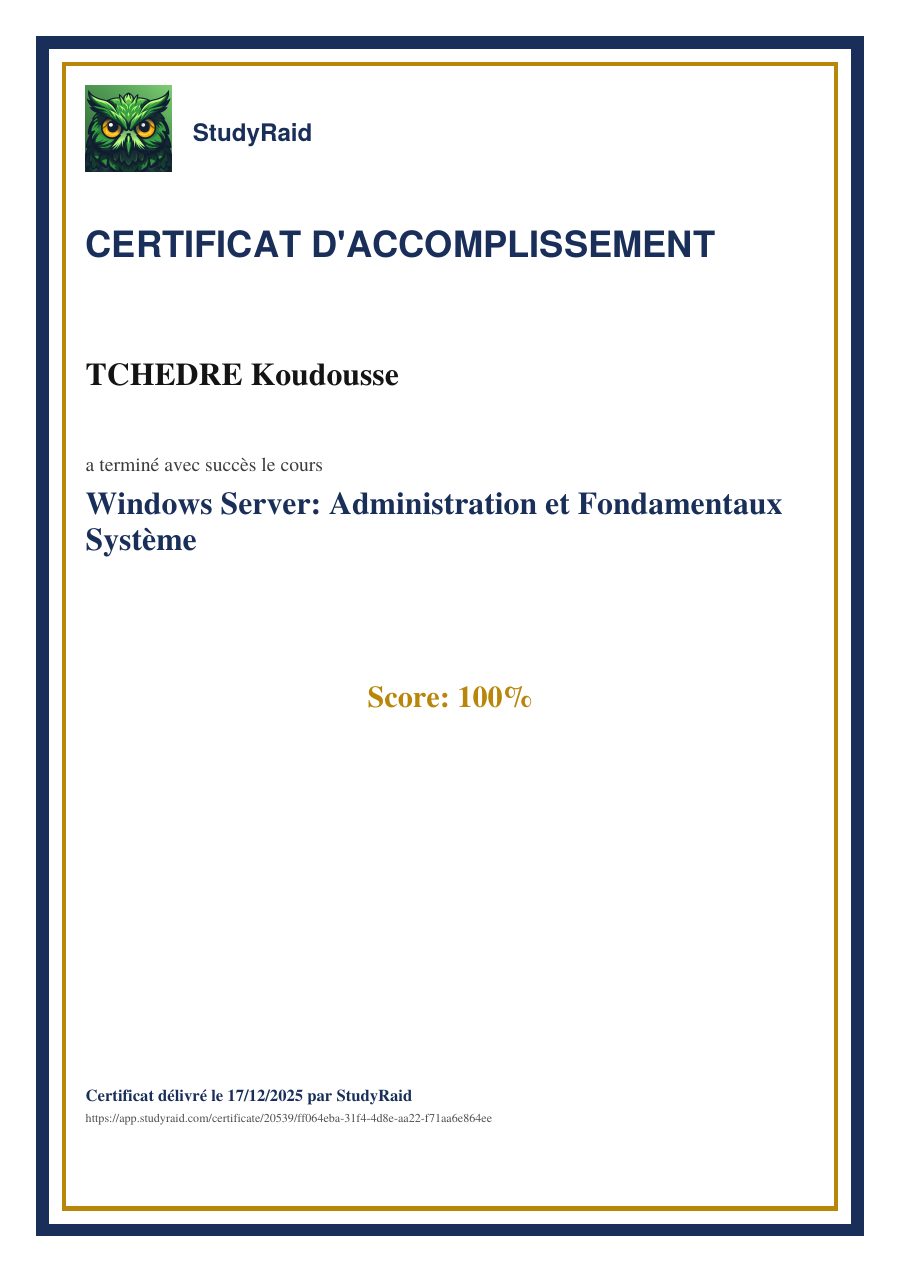 StudyRaid
CERTIFICAT D'ACCOMPLISSEMENT
TCHEDRE Koudousse
a terminé avec succès le cours
Windows Server: Administration et Fondamentaux
Système
Score: 100%
Certificat délivré le 17/12/2025 par StudyRaid
https://app.studyraid.com/certificate/20539/ff064eba-31f4-4d8e-aa22-f71aa6e864ee